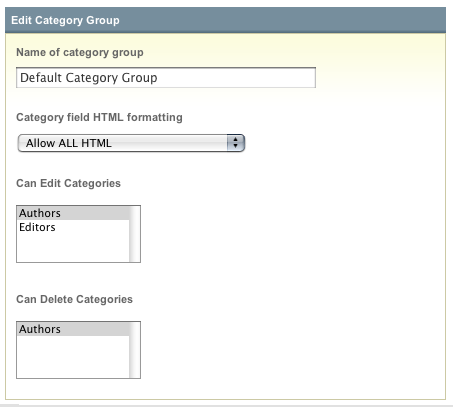 Edit Category Group
Name of category group
Default Category Group
Category field HTML formatting
Allow ALL HTML
Can Edit Categories
Authors
Editors
Can Delete Categories
Authors